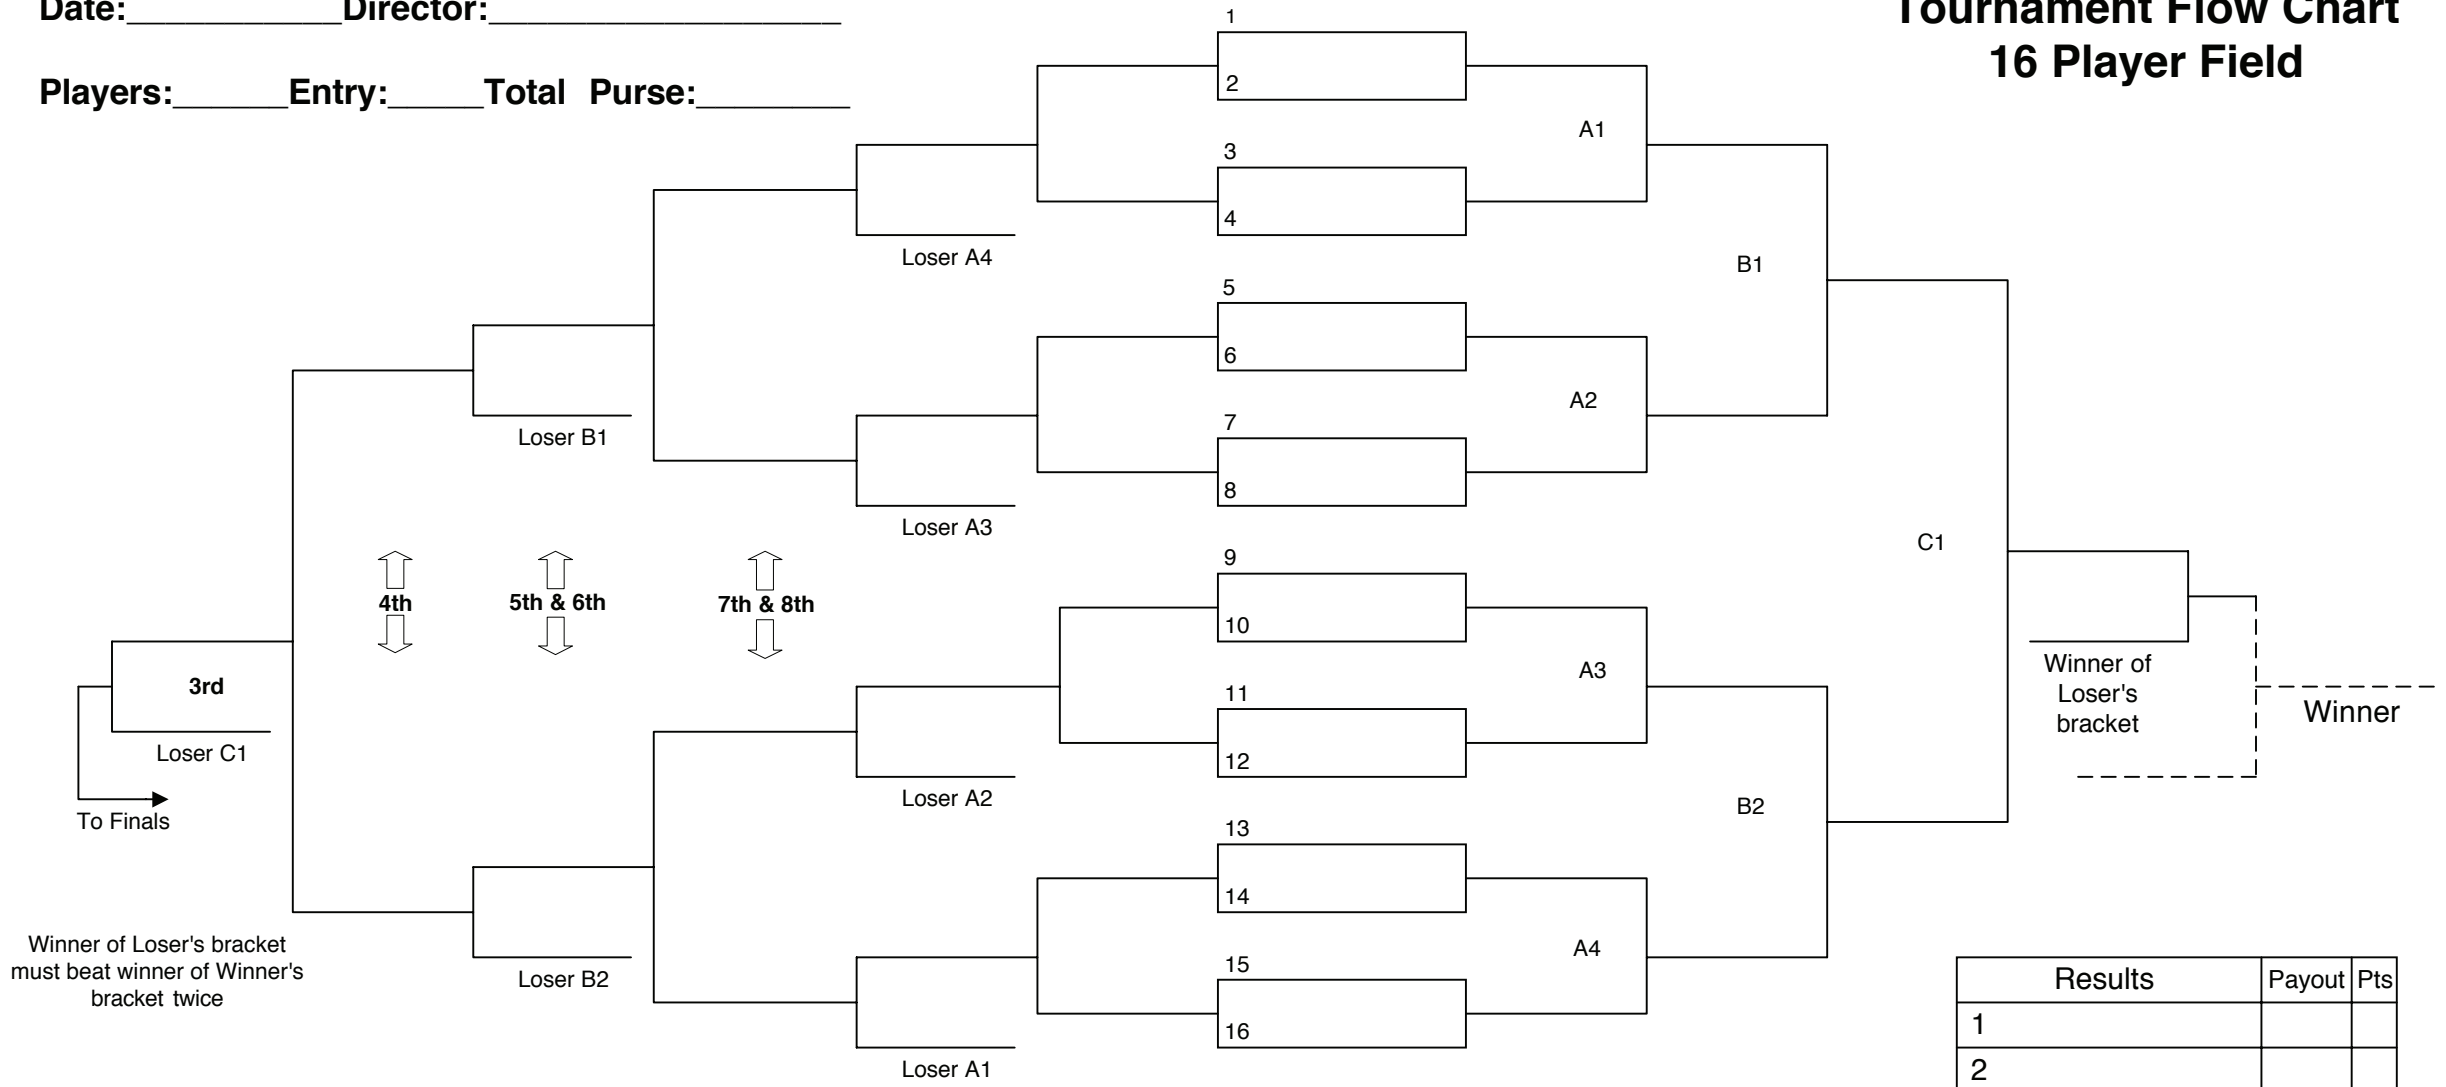 Date:___________Director:__________________
Tournament Flow Chart
16 Player Field
Players:______Entry:_____Total Purse:________
1
2
A1
3
4
Loser A4
B1
5
6
A2
7
Loser B1
8
Loser A3
C1
9
4th
5th & 6th
7th & 8th
10
A3
Winner of
Loser's
bracket
3rd
11
Winner
Loser C1
12
Loser A2
B2
To Finals
13
14
A4
Winner of Loser's bracket
must beat winner of Winner's
bracket twice
15
Loser B2
Results Payout Pts
1
16
Loser A1
2